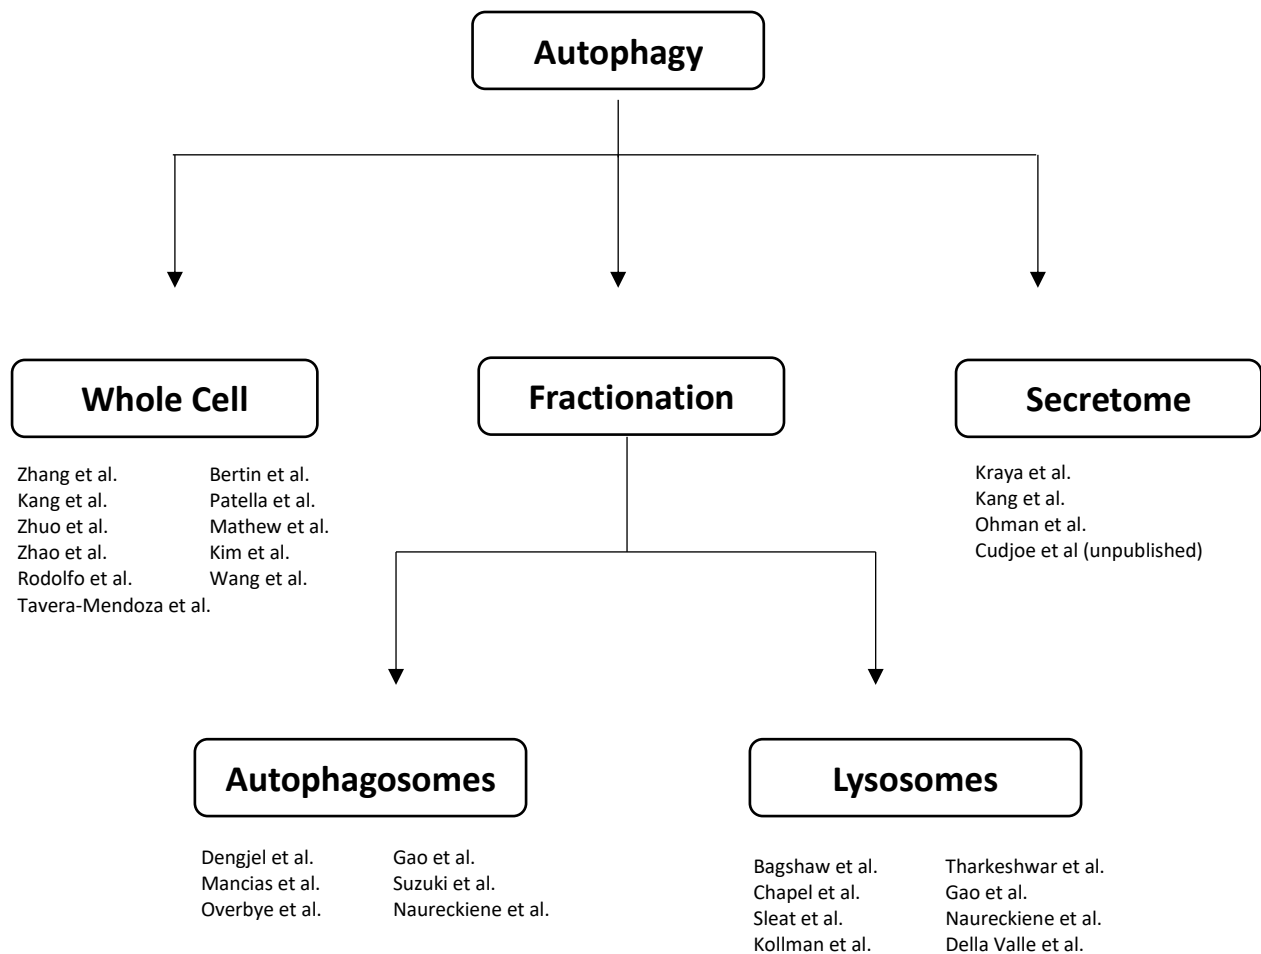 Autophagy
Whole Cell
Fractionation
Secretome
Zhang et al.
Kang et al.
Zhuo et al.
Zhao et al.
Rodolfo et al.
Tavera-Mendoza et al.
Bertin et al.
Patella et al.
Mathew et al.
Kim et al.
Wang et al.
Kraya et al.
Kang et al.
Ohman et al.
Cudjoe et al (unpublished)
Autophagosomes
Lysosomes
Dengjel et al.
Mancias et al.
Overbye et al.
Gao et al.
Suzuki et al.
Naureckiene et al.
Bagshaw et al.
Chapel et al.
Sleat et al.
Kollman et al.
Tharkeshwar et al.
Gao et al.
Naureckiene et al.
Della Valle et al.